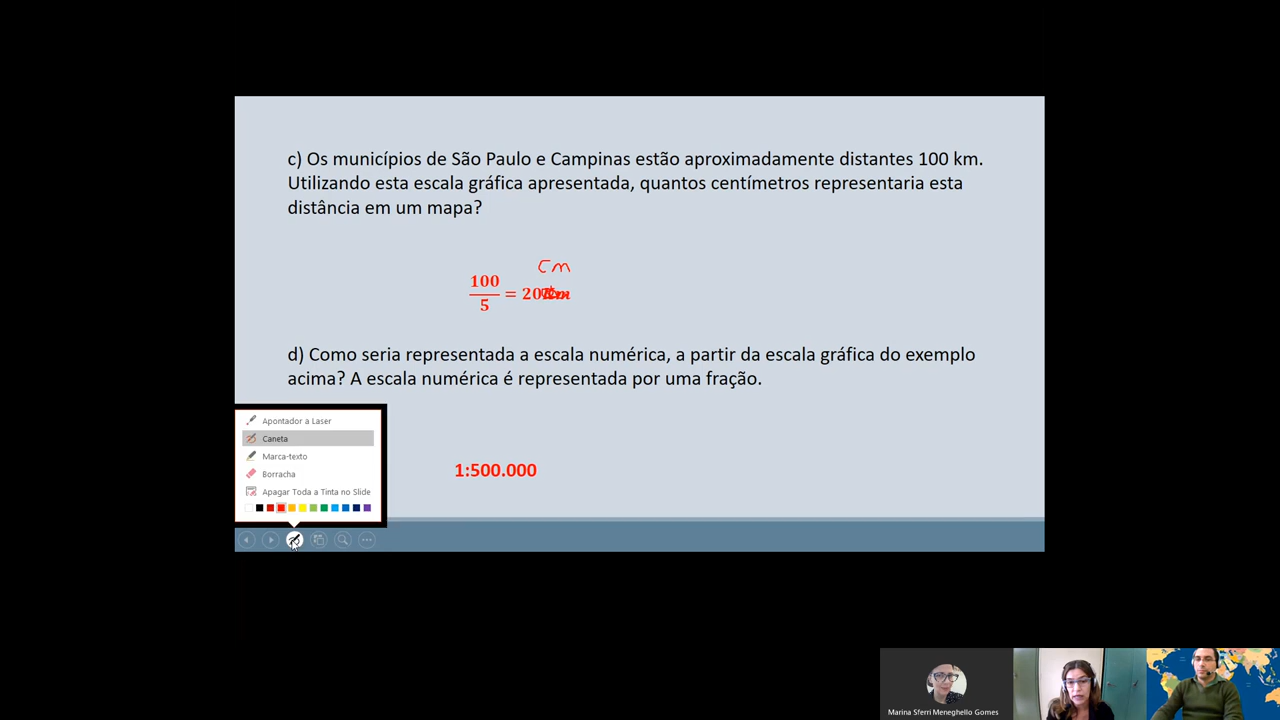 c) Os municípios de São Paulo e Campinas estão aproximadamente distantes 100 km.
Utilizando esta escala gráfica apresentada, quantos centímetros representaria esta
distância em um mapa?
cm
100
5
= 20
d) Como seria representada a escala numérica, a partir da escala gráfica do exemplo
acima? A escala numérica é representada por uma fração.
Apontador a Laser
Caneta
Marca-texto
Borracha
Apagar Toda a Tinta no Slide
1:500.000
Marina Sferri Meneghello Gomes